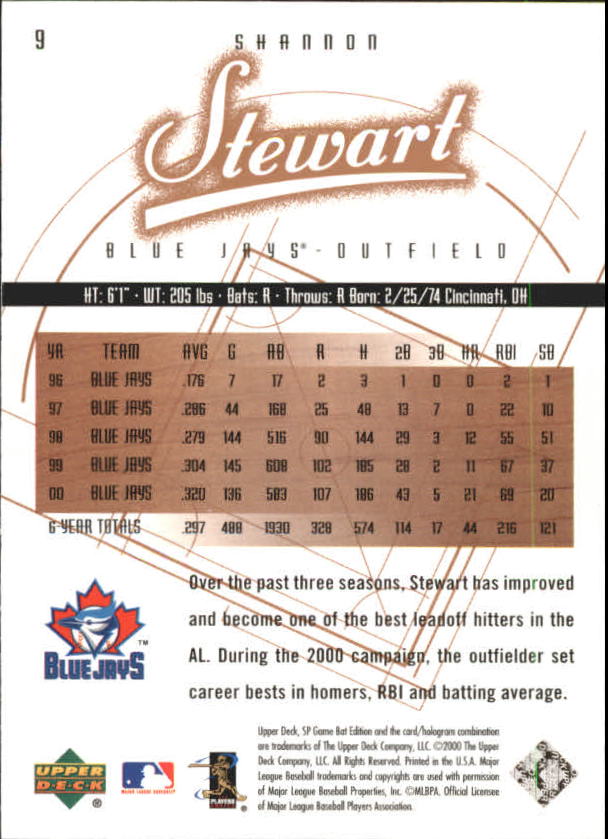 9
SHANNON
Stewart
BLUE JAYS® - OUTFIELD
HT: 6'1" · WT: 205 lbs · Bats: R · Throws: R Born: 2/25/74 Cincinnati, OH
YR TEAM AVG G AB R H 2B 3B HR RBI SB
96 BLUE JAYS .176 7 17 2 3 1 0 0 2 1
97 BLUE JAYS .286 44 168 25 48 13 7 0 22 10
98 BLUE JAYS .279 144 516 90 144 29 3 12 55 51
99 BLUE JAYS .304 145 608 102 185 28 2 11 67 37
00 BLUE JAYS .320 136 583 107 186 43 5 21 69 20
6-YEAR TOTALS .297 488 1930 328 574 114 17 44 216 121
Over the past three seasons, Stewart has improved
and become one of the best leadoff hitters in the
AL. During the 2000 campaign, the outfielder set
career bests in homers, RBI and batting average.
BLUE JAYS™
Upper Deck, SP Game Bat Edition and the card/hologram combination
are trademarks of The Upper Deck Company, LLC. ©2000 The Upper
Deck Company, LLC. All Rights Reserved. Printed in the U.S.A. Major
League Baseball trademarks and copyrights are used with permission
of Major League Baseball Properties, Inc. ©MLBPA. Official Licensee
of Major League Baseball Players Association.
UPPER
DECK®
MAJOR LEAGUE BASEBALL®
PLAYERS